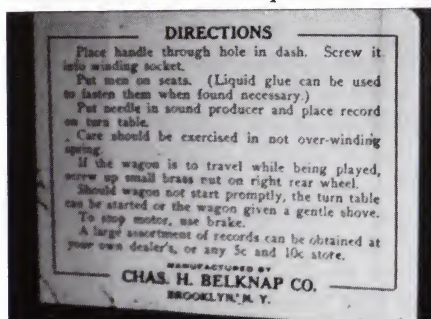 DIRECTIONS
Place handle through hole in dash. Screw it
into winding socket.
Put men on seats. (Liquid glue can be used
to fasten them when found necessary.)
Put needle in sound producer and place record
on turn table.
Care should be exercised in not over-winding
spring.
If the wagon is to travel while being played,
screw up small brass nut on right rear wheel.
Should wagon not start promptly, the turn table
can be started or the wagon given a gentle shove.
To stop motor, use brake.
A large assortment of records can be obtained at
your own dealer's, or any 5c and 10c store.
MANUFACTURED BY
CHAS. H. BELKNAP CO.
BROOKLYN, N. Y.